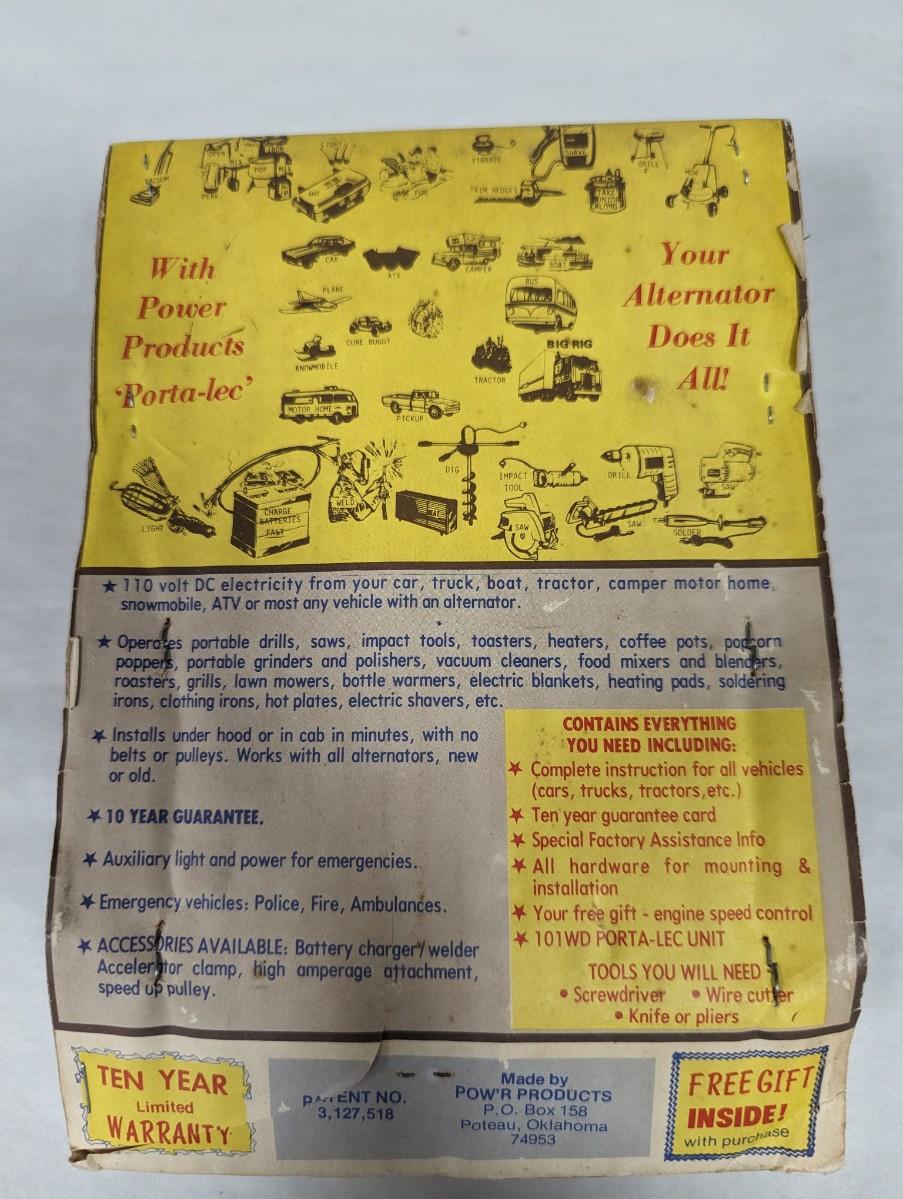 VACUUM
OPEN
MIX
IRON
PERK
POP
MIX
LIGHT
VIBRATE
SHAVE
GRILL
MOW
TRIM HEDGES
CAR
ATV
CAMPER
BOAT
With
Power
Products
'Porta-lec'
Your
Alternator
Does It
All!
PLANE
BUS
DUNE BUGGY
SNOWMOBILE
TRACTOR
BIG RIG
MOTOR HOME
PICKUP
LIGHT
CHARGE
BATTERIES
FAST
WELD
DIG
IMPACT
TOOL
DRILL
SAW
SAW
SAW
SOLDER
★ 110 volt DC electricity from your car, truck, boat, tractor, camper motor home,
snowmobile, ATV or most any vehicle with an alternator.
★ Operates portable drills, saws, impact tools, toasters, heaters, coffee pots, popcorn
poppers, portable grinders and polishers, vacuum cleaners, food mixers and blenders,
roasters, grills, lawn mowers, bottle warmers, electric blankets, heating pads, soldering
irons, clothing irons, hot plates, electric shavers, etc.
★ Installs under hood or in cab in minutes, with no
belts or pulleys. Works with all alternators, new
or old.
★ 10 YEAR GUARANTEE.
★ Auxiliary light and power for emergencies.
★ Emergency vehicles: Police, Fire, Ambulances.
★ ACCESSORIES AVAILABLE: Battery charger/welder
Accelerator clamp, high amperage attachment,
speed up pulley.
CONTAINS EVERYTHING
YOU NEED INCLUDING:
★ Complete instruction for all vehicles
(cars, trucks, tractors,etc.)
★ Ten year guarantee card
★ Special Factory Assistance Info
★ All hardware for mounting &
installation
★ Your free gift - engine speed control
★ 101WD PORTA-LEC UNIT
TOOLS YOU WILL NEED
• Screwdriver • Wire cutter
• Knife or pliers
TEN YEAR
Limited
WARRANTY
PATENT NO.
3,127,518
Made by
POW'R PRODUCTS
P.O. Box 158
Poteau, Oklahoma
74953
FREE GIFT
INSIDE!
with purchase